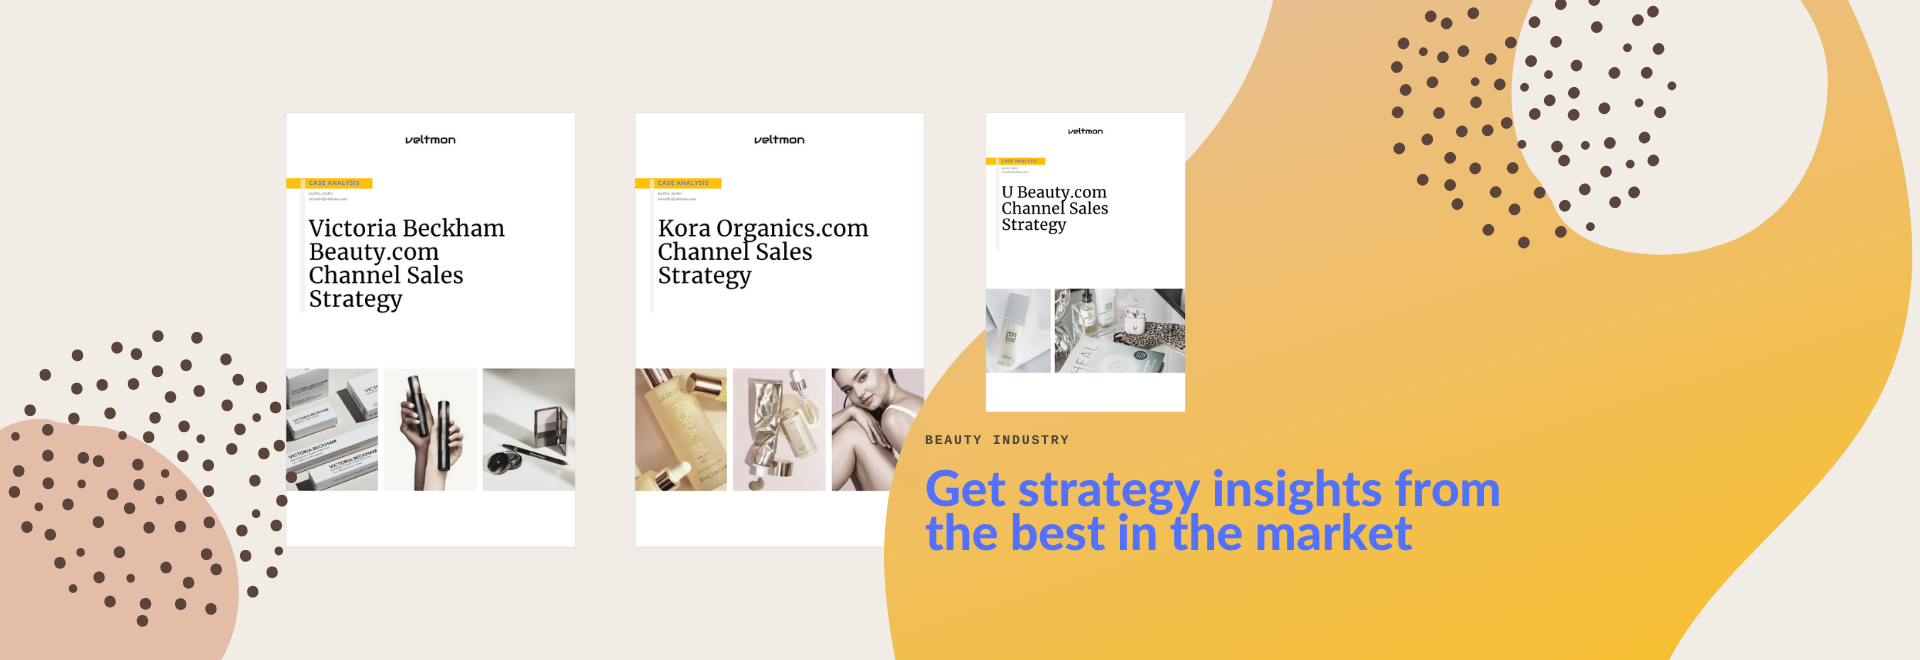 veltmon
CASE ANALYSIS
Victoria Beckham
Beauty.com
Channel Sales
Strategy
VICTORIA BECKHAM
VICTORIA BECKHAM
veltmon
CASE ANALYSIS
Kora Organics.com
Channel Sales
Strategy
KORA
veltmon
CASE ANALYSIS
U Beauty.com
Channel Sales
Strategy
HEAL
BEAUTY INDUSTRY
Get strategy insights from
the best in the market